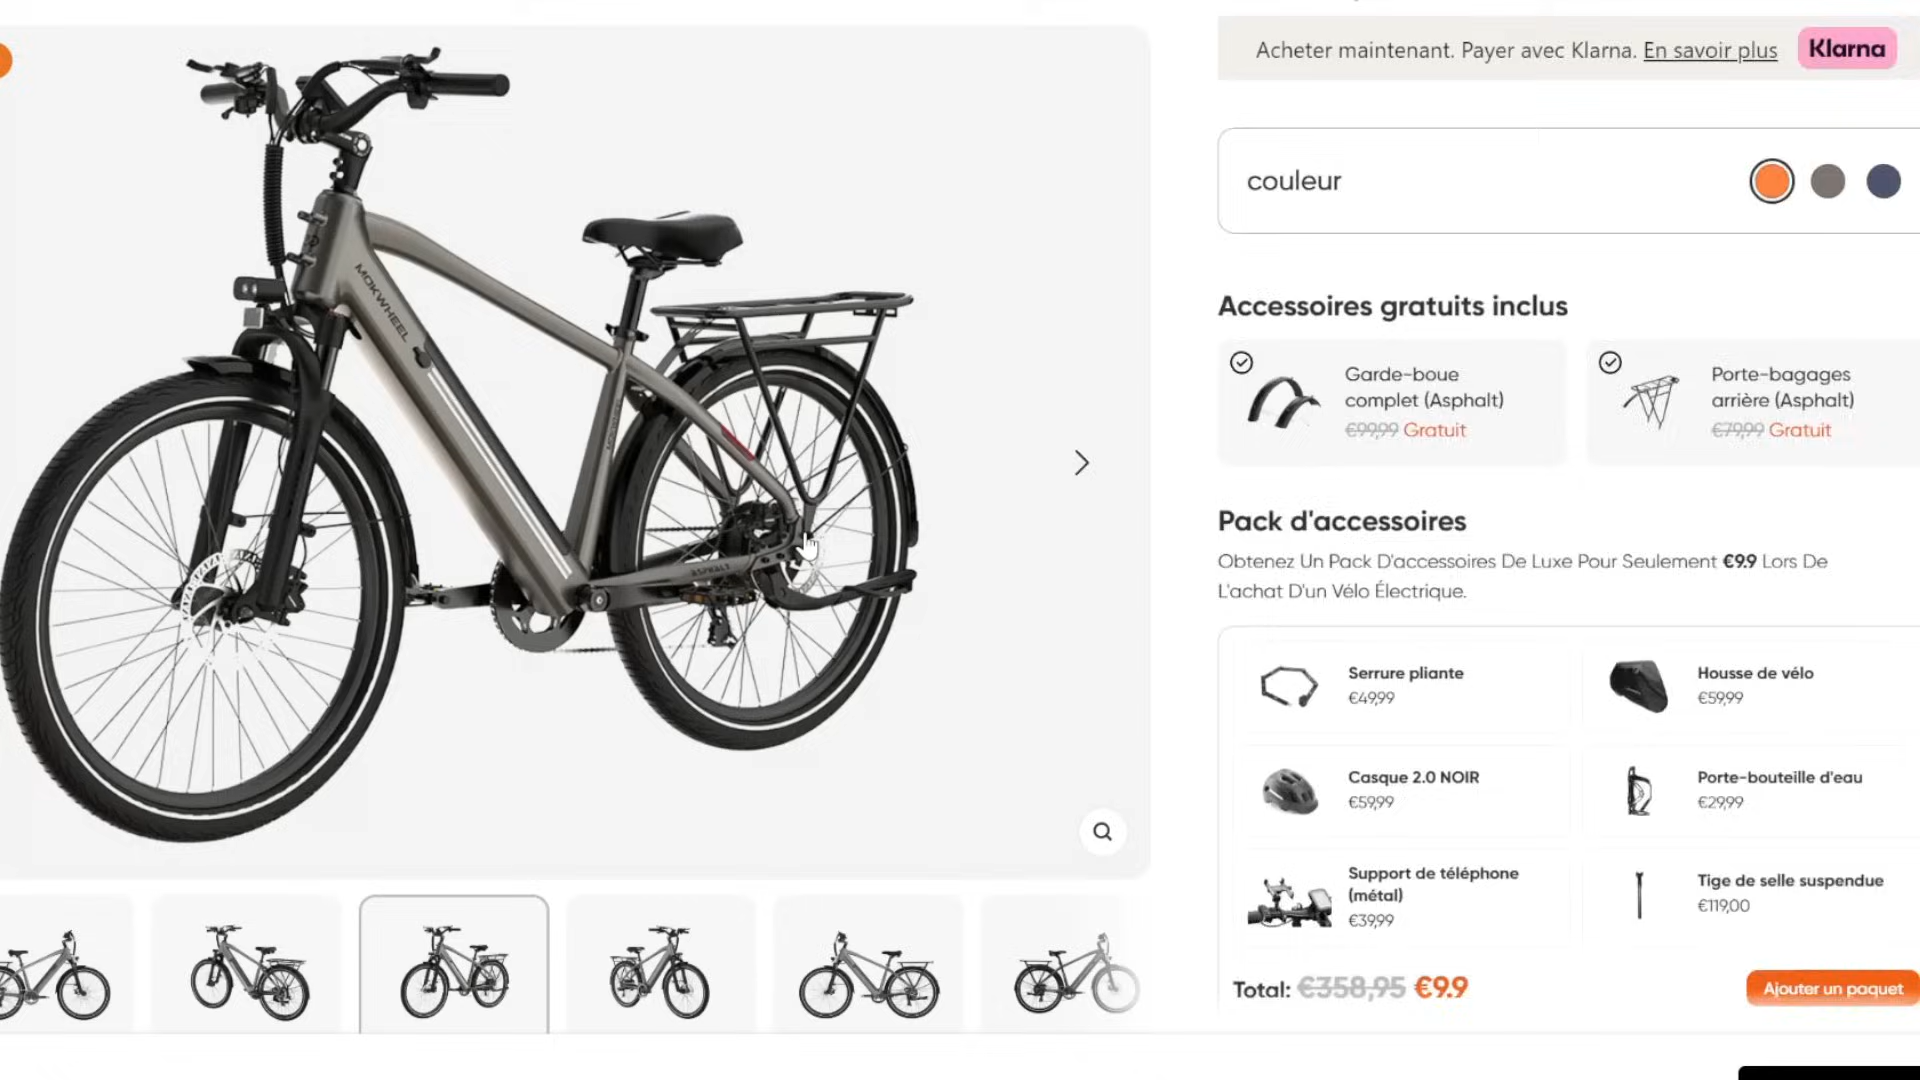 Acheter maintenant. Payer avec Klarna. En savoir plus
Klarna
couleur
MOKWHEEL
ASPHALT
Accessoires gratuits inclus
Garde-boue
complet (Asphalt)
€99,99 Gratuit
Porte-bagages
arrière (Asphalt)
€79,99 Gratuit
Pack d'accessoires
Obtenez Un Pack D'accessoires De Luxe Pour Seulement €9.9 Lors De
L'achat D'un Vélo Électrique.
Serrure pliante
€49,99
Housse de vélo
€59,99
Casque 2.0 NOIR
€59,99
Porte-bouteille d'eau
€29,99
Support de téléphone
(métal)
€39,99
Tige de selle suspendue
€119,00
Total: €358,95 €9.9
Ajouter un paquet